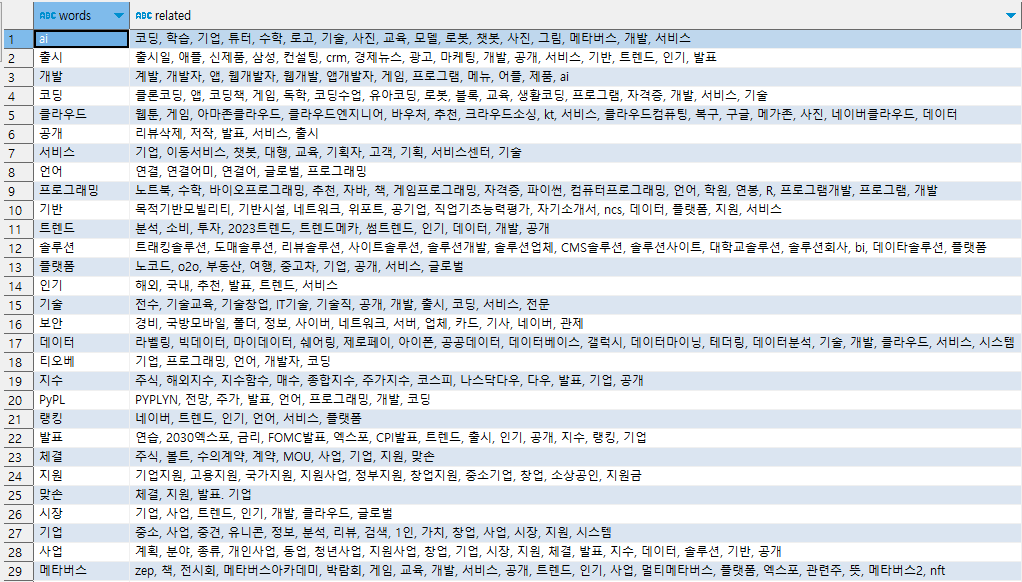 ABC words ABC related
1 ai 코딩, 학습, 기업, 튜터, 수학, 로고, 기술, 사진, 교육, 모델, 로봇, 챗봇, 사진, 그림, 메타버스, 개발, 서비스
2 출시 출시일, 애플, 신제품, 삼성, 컨설팅, crm, 경제뉴스, 광고, 마케팅, 개발, 공개, 서비스, 기반, 트렌드, 인기, 발표
3 개발 계발, 개발자, 앱, 웹개발자, 웹개발, 앱개발자, 게임, 프로그램, 메뉴, 어플, 제품, ai
4 코딩 클론코딩, 앱, 코딩책, 게임, 독학, 코딩수업, 유아코딩, 로봇, 블록, 교육, 생활코딩, 프로그램, 자격증, 개발, 서비스, 기술
5 클라우드 웹툰, 게임, 아마존클라우드, 클라우드엔지니어, 바우처, 추천, 크라우드소싱, kt, 서비스, 클라우드컴퓨팅, 복구, 구글, 메가존, 사진, 네이버클라우드, 데이터
6 공개 리뷰삭제, 저작, 발표, 서비스, 출시
7 서비스 기업, 이동서비스, 챗봇, 대행, 교육, 기획자, 고객, 기획, 서비스센터, 기술
8 언어 연결, 연결어미, 연결어, 글로벌, 프로그래밍
9 프로그래밍 노트북, 수학, 바이오프로그래밍, 추천, 자바, 책, 게임프로그래밍, 자격증, 파이썬, 컴퓨터프로그래밍, 언어, 학원, 연봉, R, 프로그램개발, 프로그램, 개발
10 기반 목적기반모빌리티, 기반시설, 네트워크, 위포트, 공기업, 직업기초능력평가, 자기소개서, ncs, 데이터, 플랫폼, 지원, 서비스
11 트렌드 분석, 소비, 투자, 2023트렌드, 트렌드메카, 썸트렌드, 인기, 데이터, 개발, 공개
12 솔루션 트래킹솔루션, 도매솔루션, 리뷰솔루션, 사이트솔루션, 솔루션개발, 솔루션업체, CMS솔루션, 솔루션사이트, 대학교솔루션, 솔루션회사, bi, 데이타솔루션, 플랫폼
13 플랫폼 노코드, o2o, 부동산, 여행, 중고차, 기업, 공개, 서비스, 글로벌
14 인기 해외, 국내, 추천, 발표, 트렌드, 서비스
15 기술 전수, 기술교육, 기술창업, IT기술, 기술직, 공개, 개발, 출시, 코딩, 서비스, 전문
16 보안 경비, 국방모바일, 폴더, 정보, 사이버, 네트워크, 서버, 업체, 카드, 기사, 네이버, 관제
17 데이터 라벨링, 빅데이터, 마이데이터, 쉐어링, 제로페이, 아이폰, 공공데이터, 데이터베이스, 갤럭시, 데이터마이닝, 테더링, 데이터분석, 기술, 개발, 클라우드, 서비스, 시스템
18 티오베 기업, 프로그래밍, 언어, 개발자, 코딩
19 지수 주식, 해외지수, 지수함수, 매수, 종합지수, 주가지수, 코스피, 나스닥다우, 다우, 발표, 기업, 공개
20 PyPL PYPLYN, 전망, 주가, 발표, 언어, 프로그래밍, 개발, 코딩
21 랭킹 네이버, 트렌드, 인기, 언어, 서비스, 플랫폼
22 발표 연습, 2030엑스포, 금리, FOMC발표, 엑스포, CPI발표, 트렌드, 출시, 인기, 공개, 지수, 랭킹, 기업
23 체결 주식, 볼트, 수의계약, 계약, MOU, 사업, 기업, 지원, 맞손
24 지원 기업지원, 고용지원, 국가지원, 지원사업, 정부지원, 창업지원, 중소기업, 창업, 소상공인, 지원금
25 맞손 체결, 지원, 발표. 기업
26 시장 기업, 사업, 트렌드, 인기, 개발, 클라우드, 글로벌
27 기업 중소, 사업, 중견, 유니콘, 정보, 분석, 리뷰, 검색, 1인, 가치, 창업, 사업, 시장, 지원, 시스템
28 사업 계획, 분야, 종류, 개인사업, 동업, 청년사업, 지원사업, 창업, 기업, 시장, 지원, 체결, 발표, 지수, 데이터, 솔루션, 기반, 공개
29 메타버스 zep, 책, 전시회, 메타버스아카데미, 박람회, 게임, 교육, 개발, 서비스, 공개, 트렌드, 인기, 사업, 멀티메타버스, 플랫폼, 엑스포, 관련주, 뜻, 메타버스2, nft